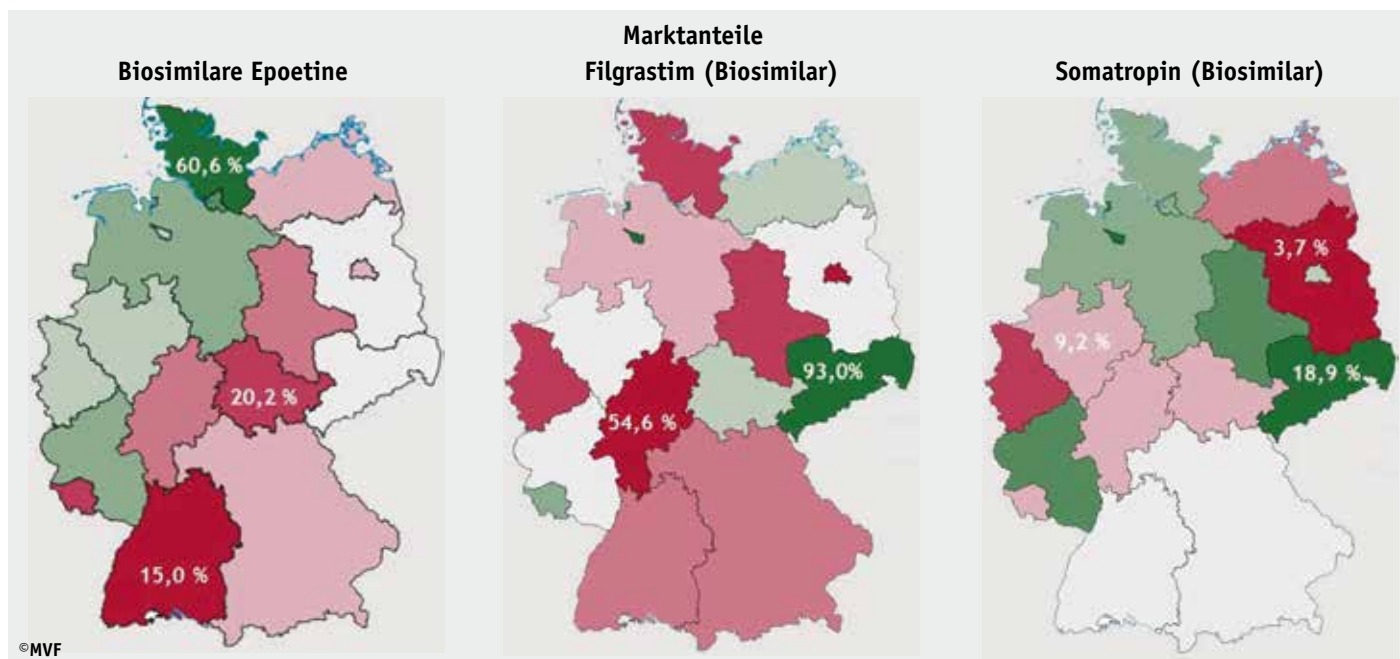 Marktanteile
Biosimilare Epoetine
Filgrastim (Biosimilar)
Somatropin (Biosimilar)
60,6 %
20,2 %
15,0 %
93,0%
54,6 %
3,7 %
9,2 %
18,9 %
©MVF